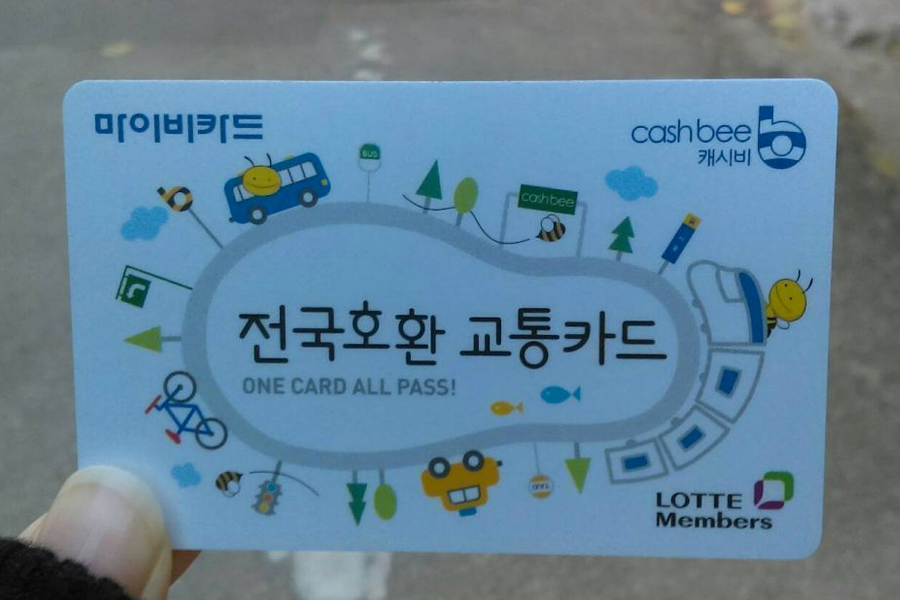 마이비카드
cashbee
캐시비
BUS
cashbee
전국호환 교통카드
ONE CARD ALL PASS!
LOTTE
Members